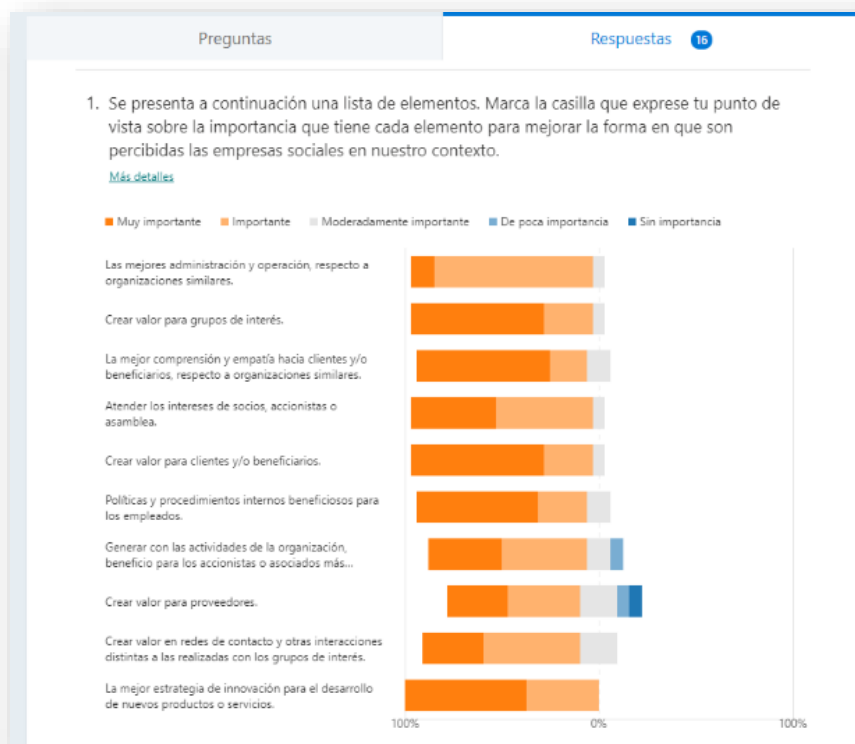 Preguntas
Respuestas 16
1. Se presenta a continuación una lista de elementos. Marca la casilla que exprese tu punto de
vista sobre la importancia que tiene cada elemento para mejorar la forma en que son
percibidas las empresas sociales en nuestro contexto.
Más detalles
Muy importante Importante Moderadamente importante De poca importancia Sin importancia
Las mejores administración y operación, respecto a
organizaciones similares.
Crear valor para grupos de interés.
La mejor comprensión y empatía hacia clientes y/o
beneficiarios, respecto a organizaciones similares.
Atender los intereses de socios, accionistas o
asamblea.
Crear valor para clientes y/o beneficiarios.
Políticas y procedimientos internos beneficiosos para
los empleados.
Generar con las actividades de la organización,
beneficio para los accionistas o asociados más...
Crear valor para proveedores.
Crear valor en redes de contacto y otras interacciones
distintas a las realizadas con los grupos de interés.
La mejor estrategia de innovación para el desarrollo
de nuevos productos o servicios.
100% 0% 100%